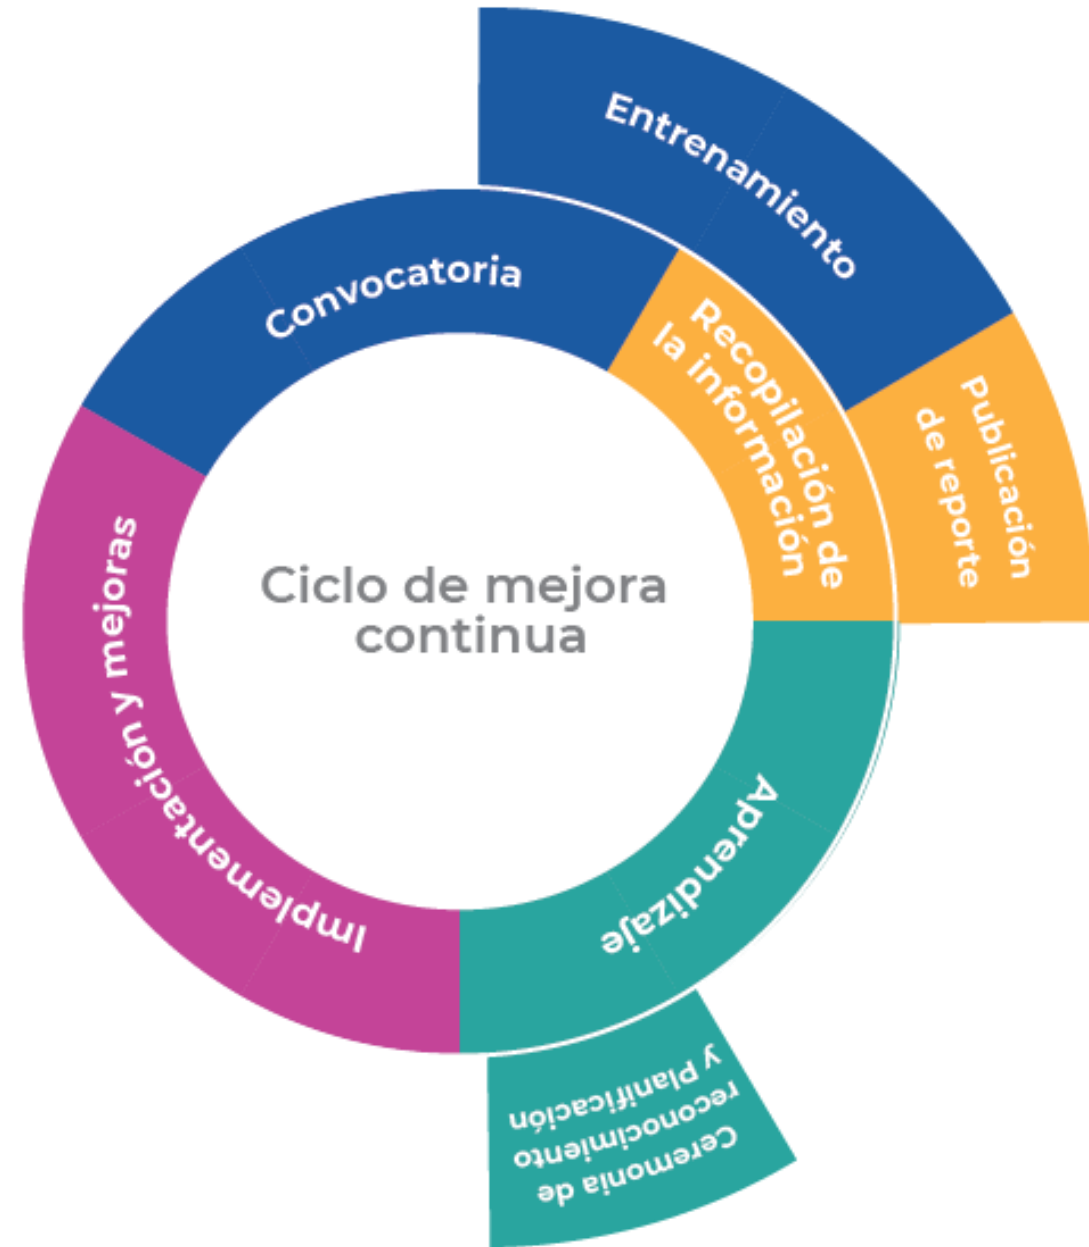 Entrenamiento
Convocatoria
Recopilación de
la información
Publicación
de reporte
Ciclo de mejora
continua
Implementación y mejoras
Aprendizaje
Ceremonia de
reconocimiento
y Planificación